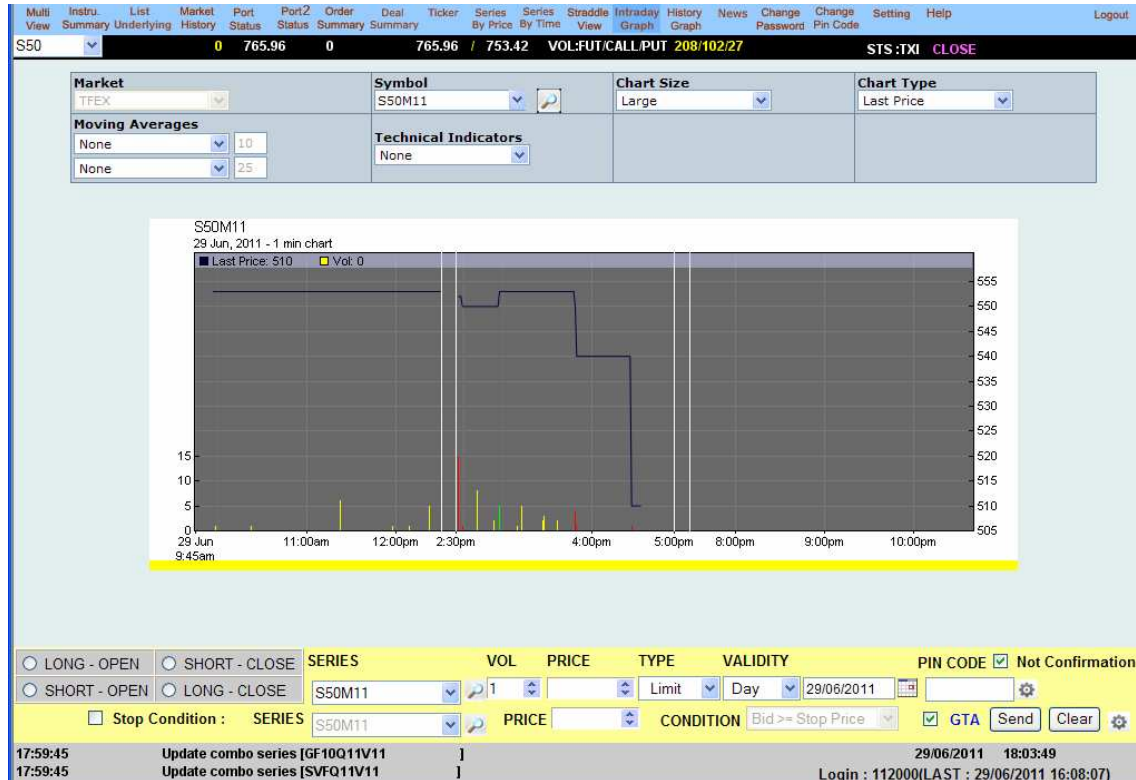 Multi View Instru. Summary List Underlying Market History Port Status Port2 Status Order Summary Deal Summary Ticker Series By Price Series By Time Straddle View Intraday Graph History Graph News Change Password Change Pin Code Setting Help Logout
S50 0 765.96 0 765.96 / 753.42 VOL:FUT/CALL/PUT 208/102/27 STS :TXI CLOSE
Market Symbol Chart Size Chart Type
TFEX S50M11 Large Last Price
Moving Averages
None 10
Technical Indicators
None
None 25
S50M11
29 Jun, 2011 - 1 min chart
Last Price: 510 Vol: 0
555
550
545
540
535
530
525
15 520
10 515
5 510
0 505
29 Jun 11:00am 12:00pm 2:30pm 4:00pm 5:00pm 8:00pm 9:00pm 10:00pm
9:45am
LONG - OPEN SHORT - CLOSE SERIES VOL PRICE TYPE VALIDITY PIN CODE Not Confirmation
SHORT - OPEN LONG - CLOSE S50M11 1 Limit Day 29/06/2011
Stop Condition : SERIES S50M11 PRICE CONDITION Bid >= Stop Price GTA Send Clear
17:59:45 Update combo series [GF10Q11V11 ] 29/06/2011 18:03:49
17:59:45 Update combo series [SVFQ11V11 ] Login : 112000(LAST : 29/06/2011 16:08:07)